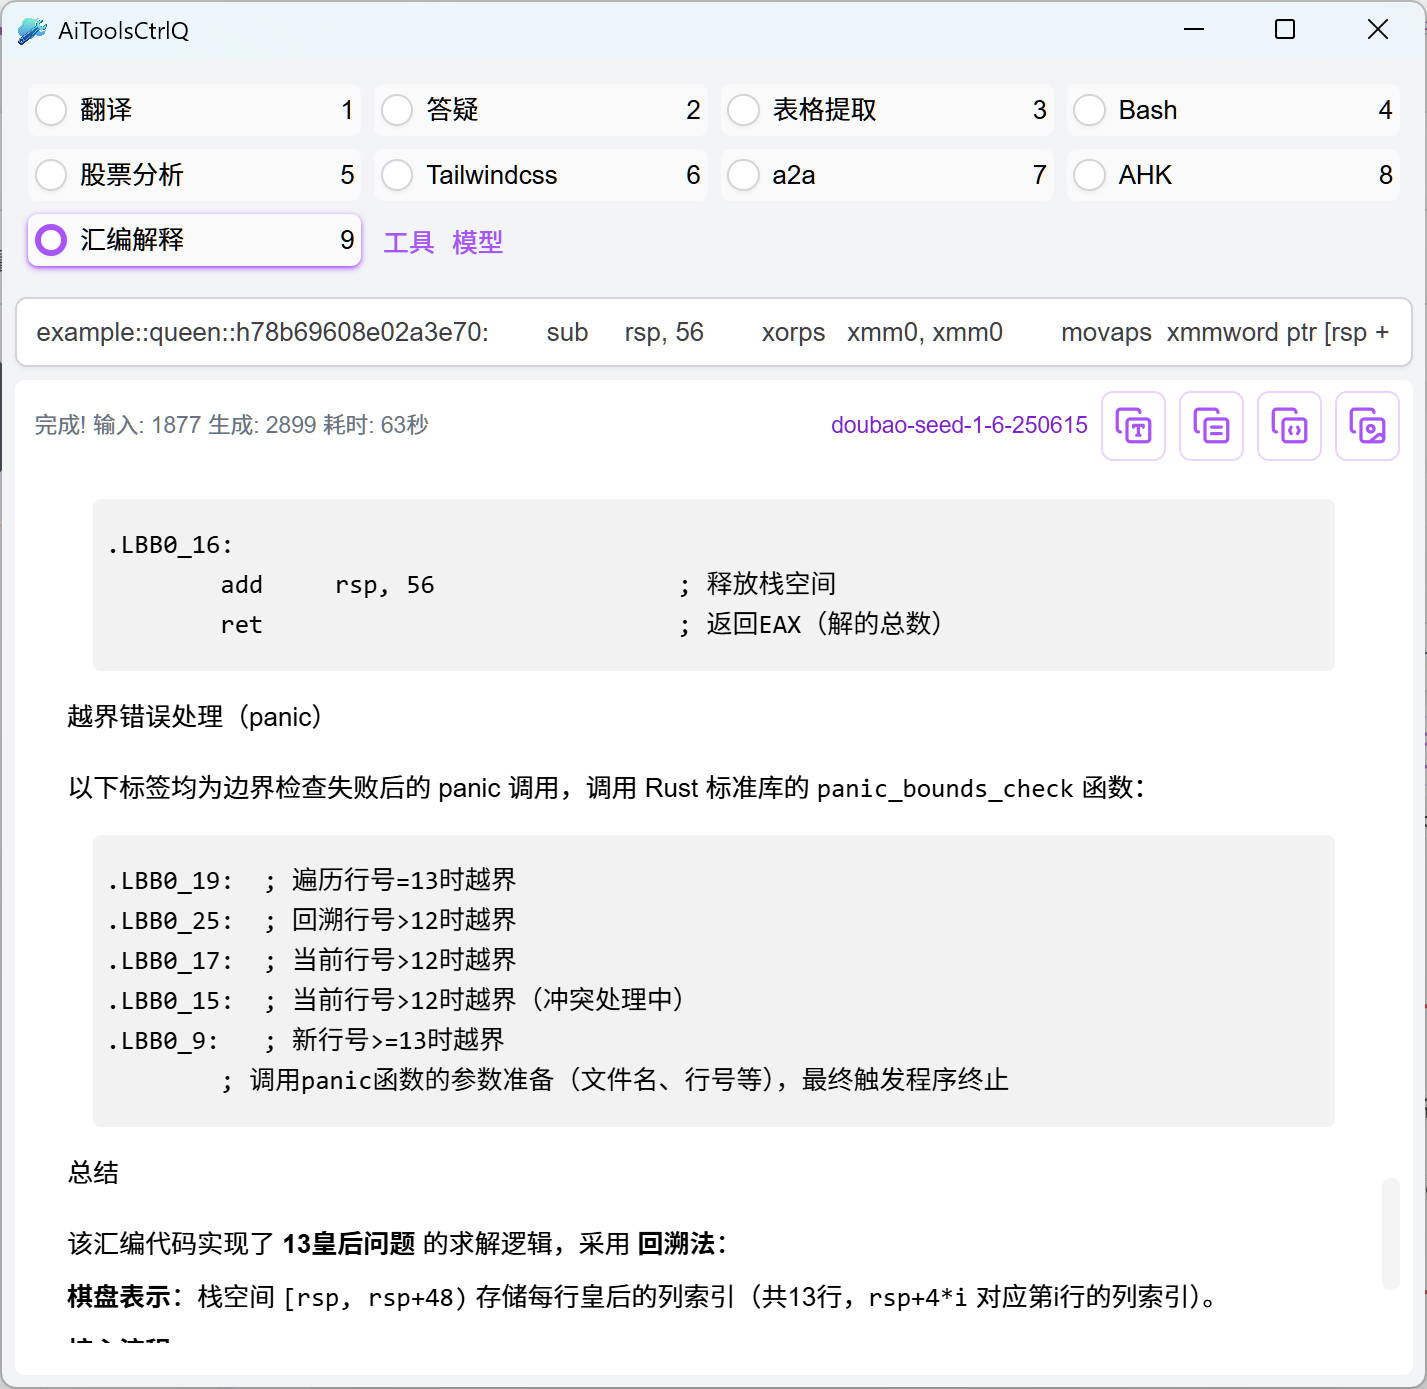 AiToolsCtrlQ
翻译 1 答疑 2 表格提取 3 Bash 4
股票分析 5 Tailwindcss 6 a2a 7 AHK 8
汇编解释 9 工具 模型
example::queen::h78b69608e02a3e70: sub rsp, 56 xorps xmm0, xmm0 movaps xmmword ptr [rsp +
完成! 输入: 1877 生成: 2899 耗时: 63秒 doubao-seed-1-6-250615
.LBB0_16:
add rsp, 56 ; 释放栈空间
ret ; 返回EAX（解的总数）
越界错误处理（panic）
以下标签均为边界检查失败后的 panic 调用，调用 Rust 标准库的 panic_bounds_check 函数：
.LBB0_19: ; 遍历行号=13时越界
.LBB0_25: ; 回溯行号>12时越界
.LBB0_17: ; 当前行号>12时越界
.LBB0_15: ; 当前行号>12时越界（冲突处理中）
.LBB0_9: ; 新行号>=13时越界
; 调用panic函数的参数准备（文件名、行号等），最终触发程序终止
总结
该汇编代码实现了 13皇后问题 的求解逻辑，采用 回溯法：
棋盘表示：栈空间 [rsp, rsp+48) 存储每行皇后的列索引（共13行，rsp+4*i 对应第i行的列索引）。